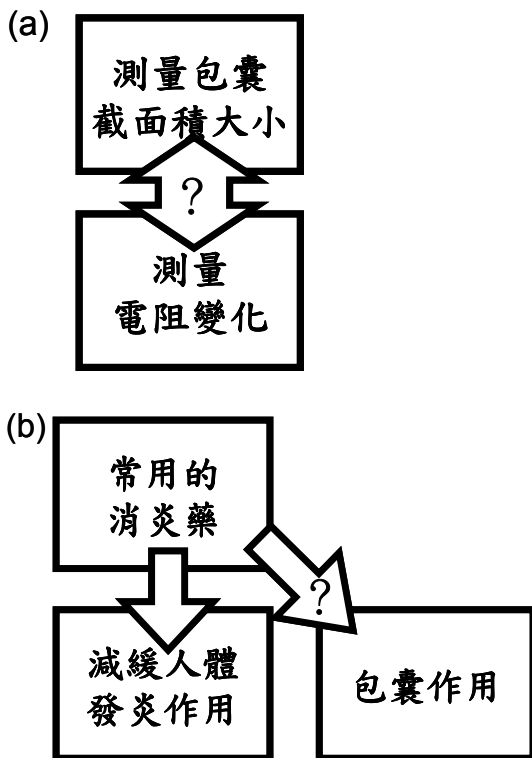 (a)
測量包囊
截面積大小
?
測量
電阻變化
(b)
常用的
消炎藥
?
減緩人體
發炎作用
包囊作用